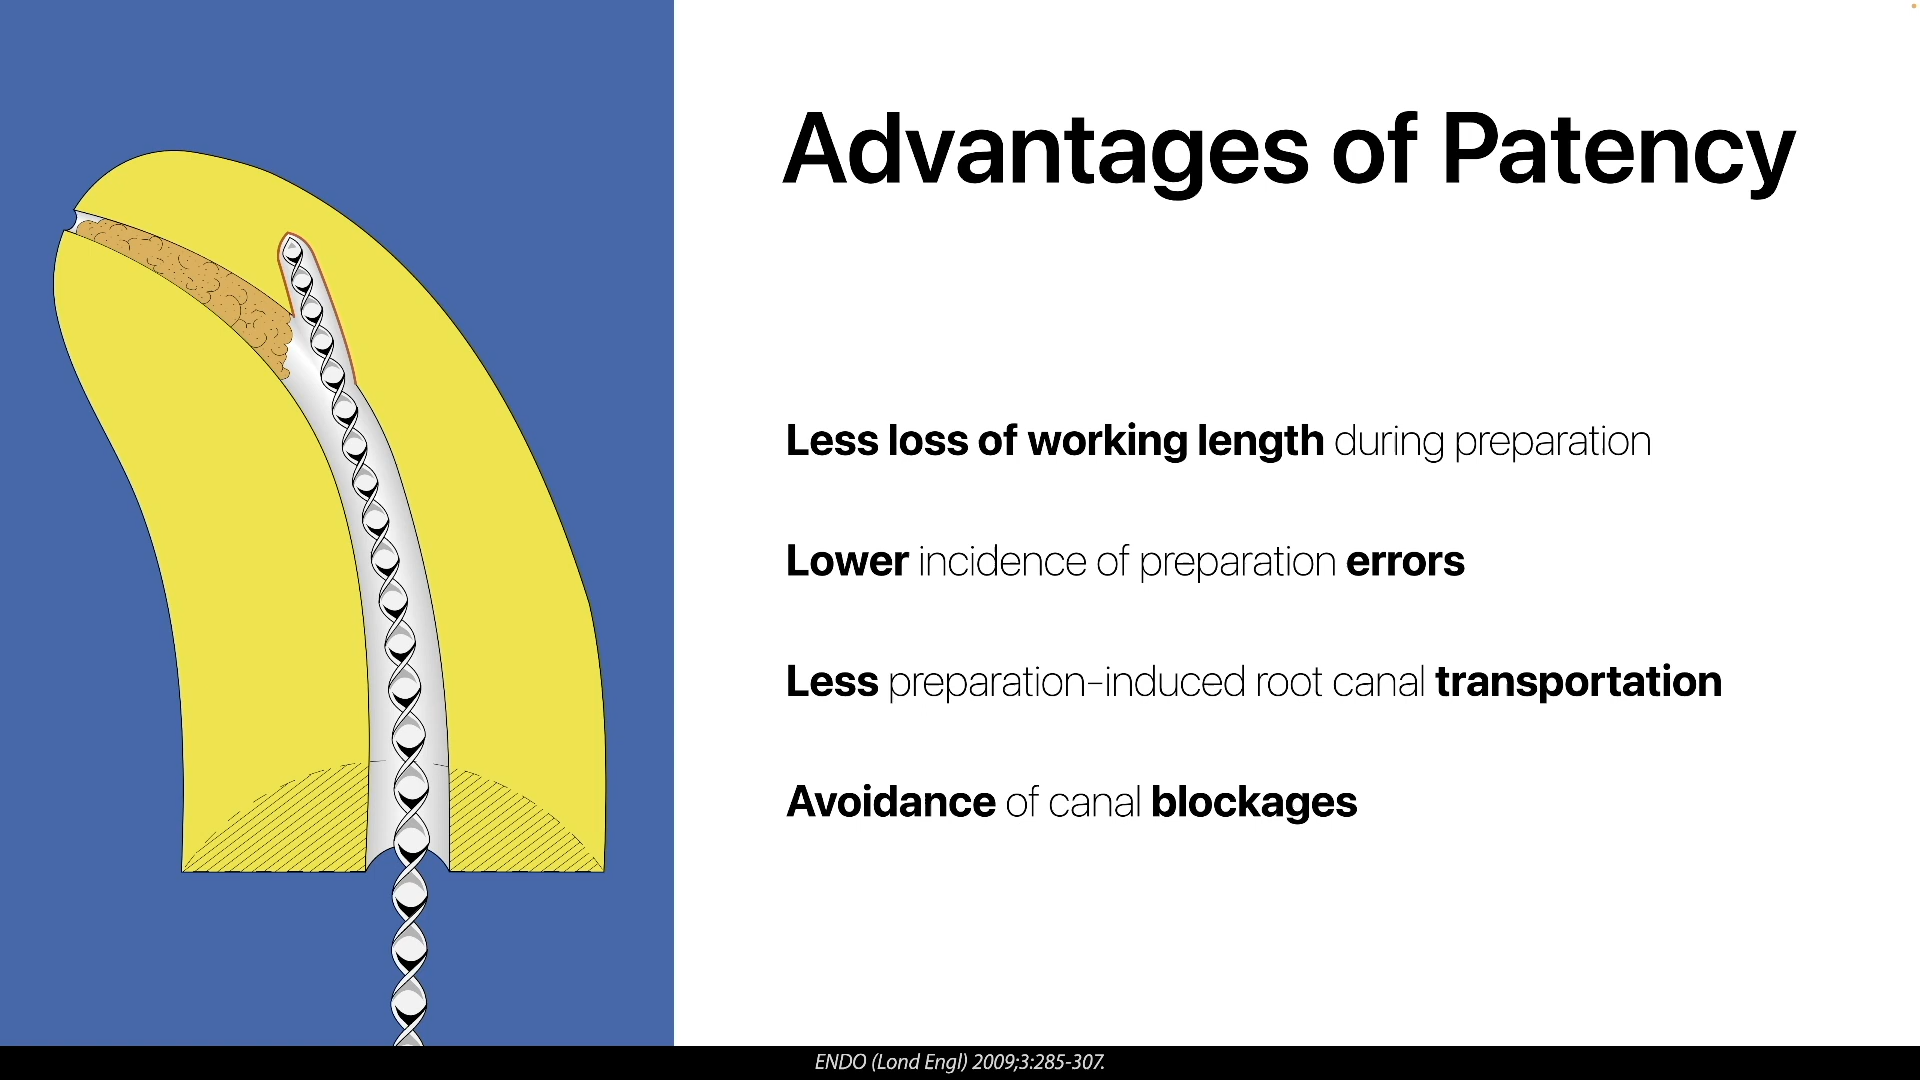 Advantages of Patency
Less loss of working length during preparation
Lower incidence of preparation errors
Less preparation-induced root canal transportation
Avoidance of canal blockages
ENDO (Lond Engl) 2009;3:285-307.